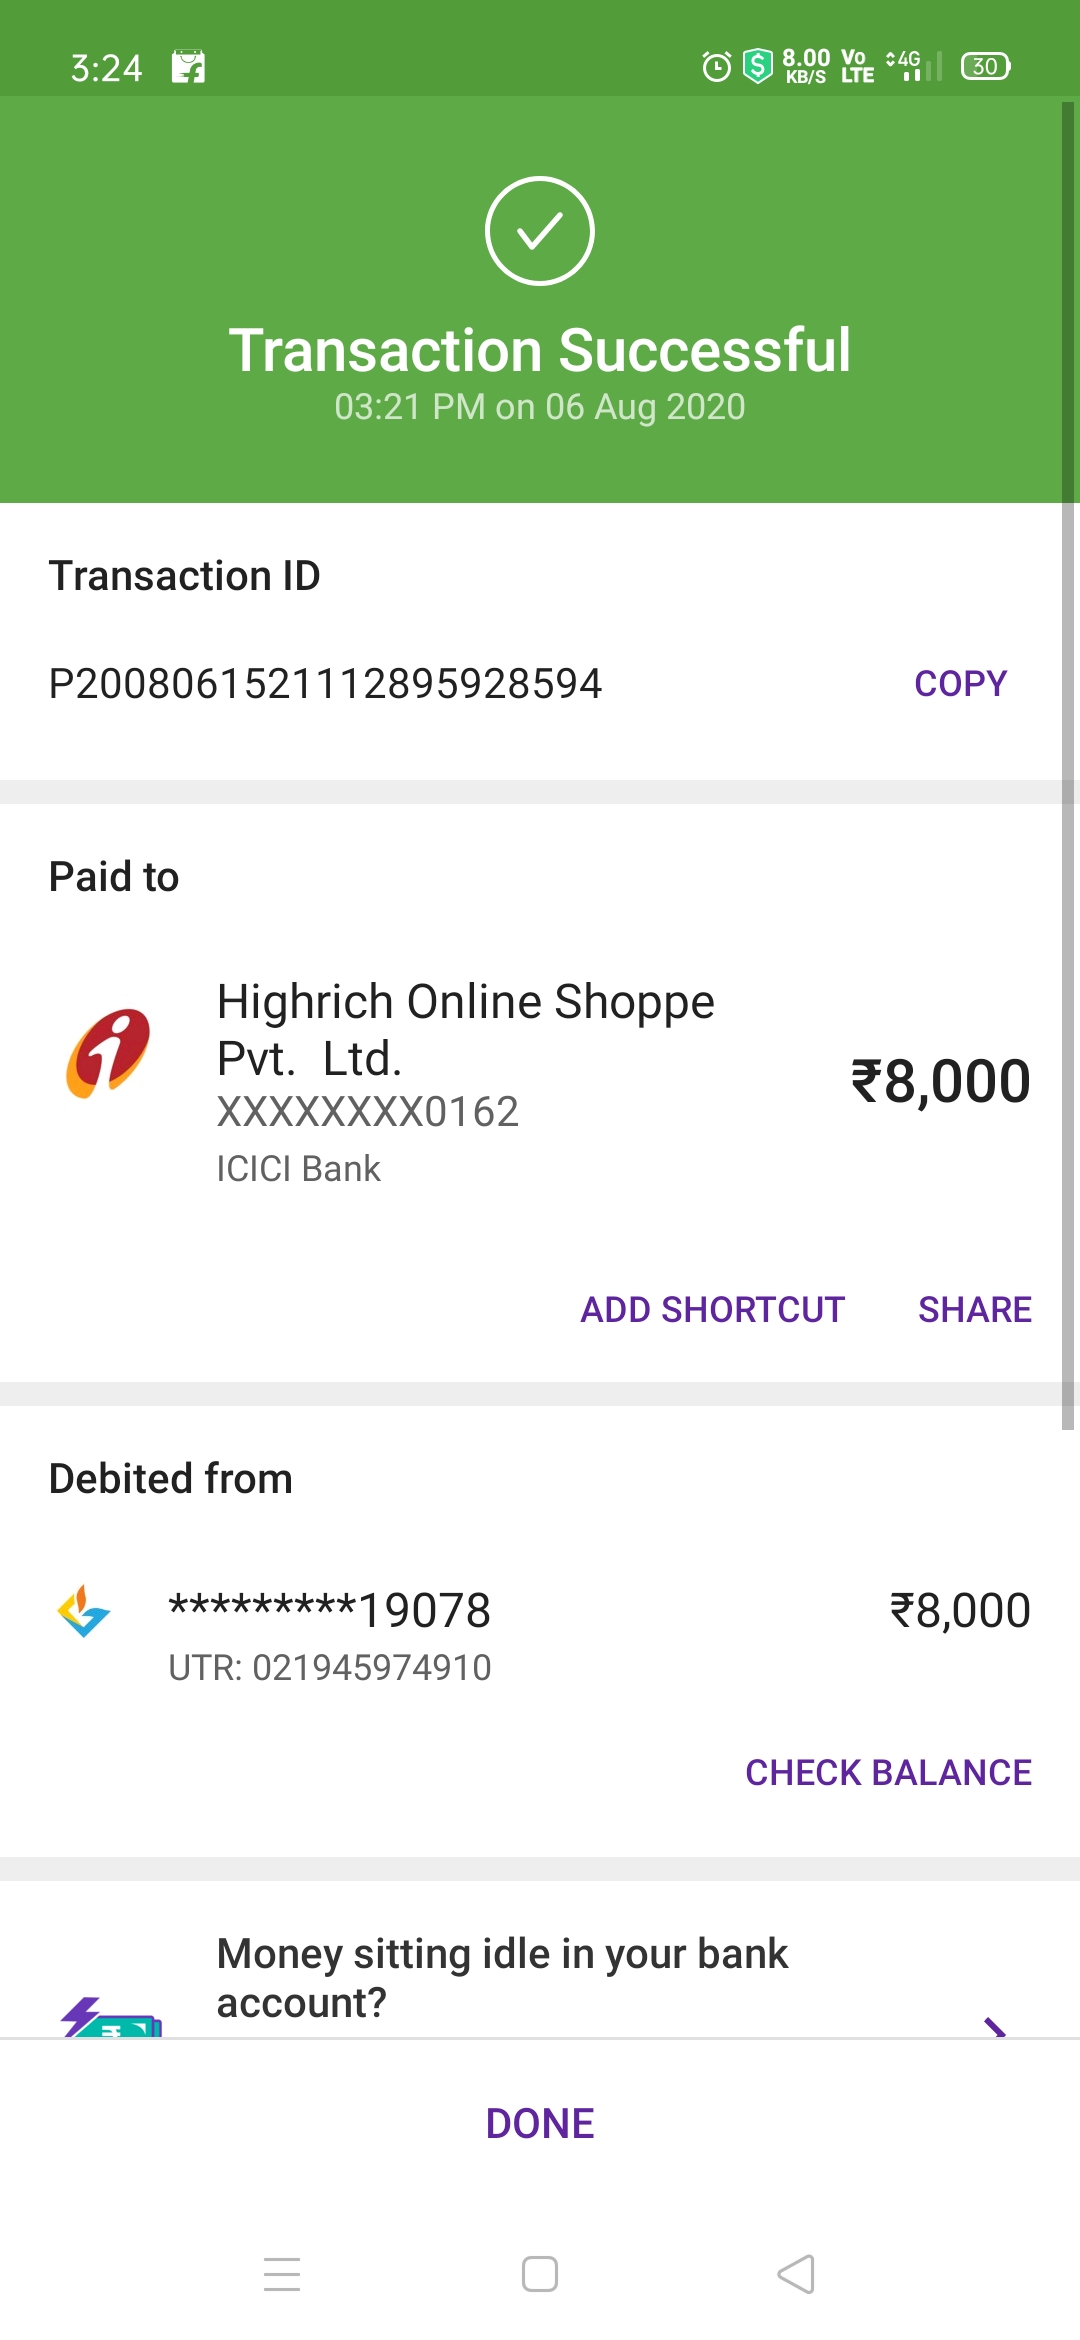 3:24
8.00 KB/S Vo LTE 4G 30
Transaction Successful
03:21 PM on 06 Aug 2020
Transaction ID
P2008061521112895928594 COPY
Paid to
Highrich Online Shoppe
Pvt. Ltd.
₹8,000
XXXXXXXX0162
ICICI Bank
ADD SHORTCUT SHARE
Debited from
*********19078 ₹8,000
UTR: 021945974910
CHECK BALANCE
Money sitting idle in your bank
account?
DONE